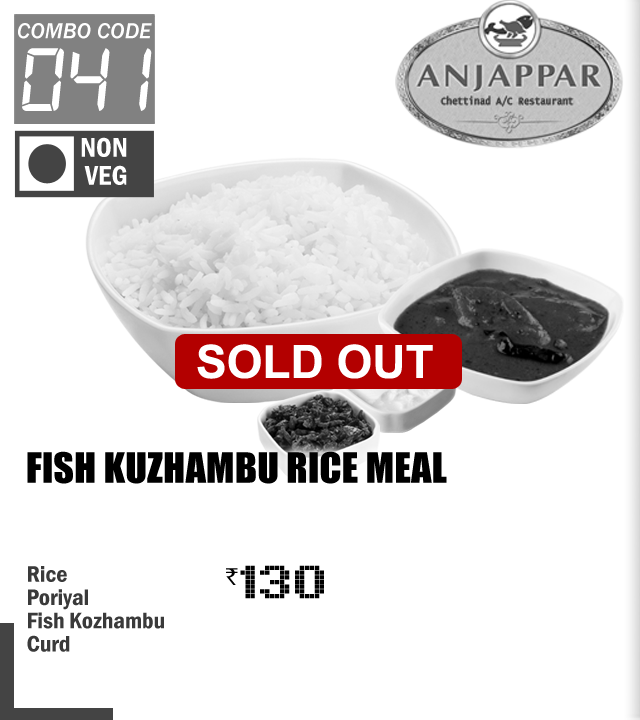 COMBO CODE
041
NON
VEG
ANJAPPAR
Chettinad A/C Restaurant
SOLD OUT
FISH KUZHAMBU RICE MEAL
Rice
Poriyal
Fish Kozhambu
Curd
₹130